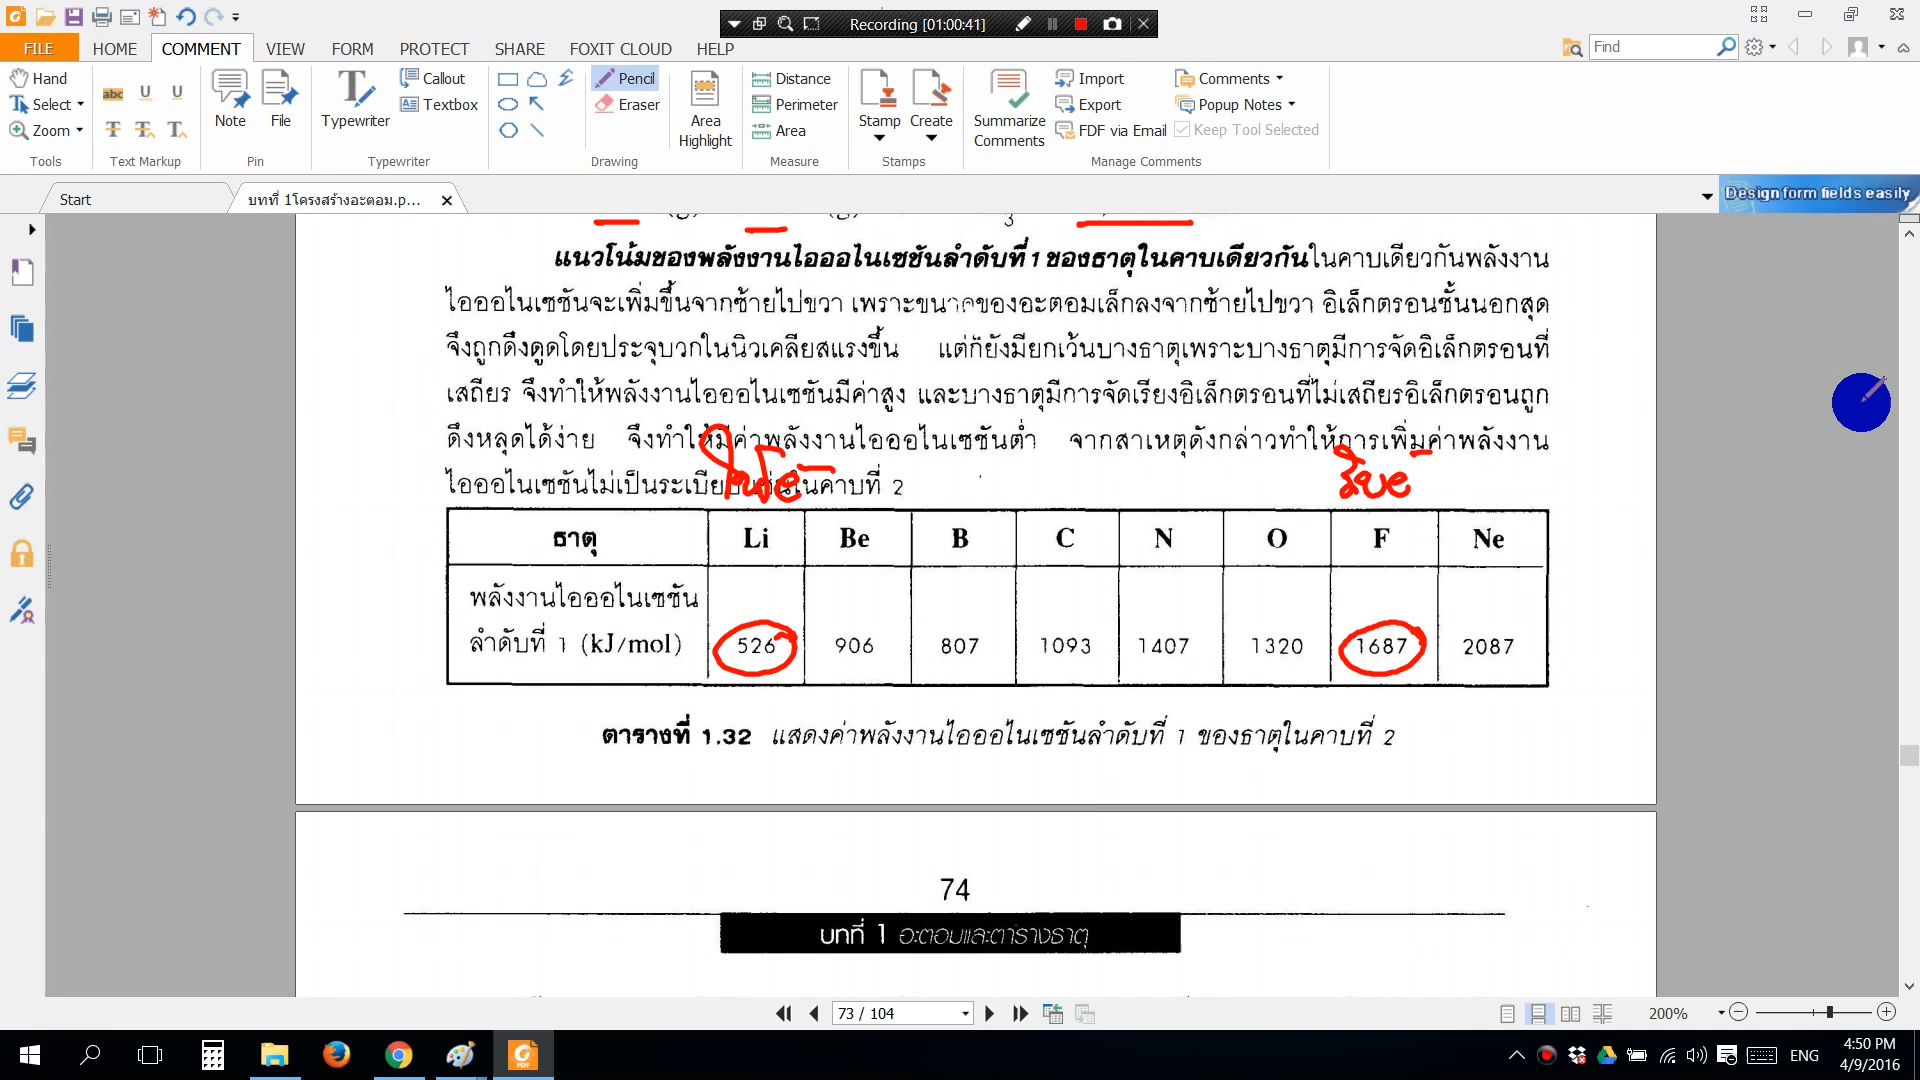 Recording [01:00:41]
FILE HOME COMMENT VIEW FORM PROTECT SHARE FOXIT CLOUD HELP
Find
Hand
Select
Zoom
Tools
abc U U
T T T
Text Markup
Note File
Pin
Typewriter
Callout
Textbox
Typewriter
Pencil
Eraser
Drawing
Area
Highlight
Distance
Perimeter
Area
Measure
Stamp Create
Stamps
Summarize
Comments
Import
Export
FDF via Email
Comments
Popup Notes
Keep Tool Selected
Manage Comments
Start
บทที่ 1โครงสร้างอะตอม.p...
Design form fields easily
(g) (g) 3
แนวโน้มของพลังงานไอออไนเซชันลำดับที่ 1 ของธาตุในคาบเดียวกันในคาบเดียวกันพลังงาน
ไอออไนเซชันจะเพิ่มขึ้นจากซ้ายไปขวา เพราะขนาดของอะตอมเล็กลงจากซ้ายไปขวา อิเล็กตรอนชั้นนอกสุด
จึงถูกดึงดูดโดยประจุบวกในนิวเคลียสแรงขึ้น แต่ก็ยังมียกเว้นบางธาตุเพราะบางธาตุมีการจัดอิเล็กตรอนที่
เสถียร จึงทำให้พลังงานไอออไนเซชันมีค่าสูง และบางธาตุมีการจัดเรียงอิเล็กตรอนที่ไม่เสถียรอิเล็กตรอนถูก
ดึงหลุดได้ง่าย จึงทำให้มีค่าพลังงานไอออไนเซชันต่ำ จากสาเหตุดังกล่าวทำให้การเพิ่มค่าพลังงาน
ไอออไนเซชันไม่เป็นระเบียบเช่นในคาบที่ 2
ธาตุ Li Be B C N O F Ne
พลังงานไอออไนเซชัน
ลำดับที่ 1 (kJ/mol) 526 906 807 1093 1407 1320 1687 2087
ตารางที่ 1.32 แสดงค่าพลังงานไอออไนเซชันลำดับที่ 1 ของธาตุในคาบที่ 2
74
บทที่ 1 อะตอมและตารางธาตุ
73 / 104
200%
ENG
4:50 PM
4/9/2016